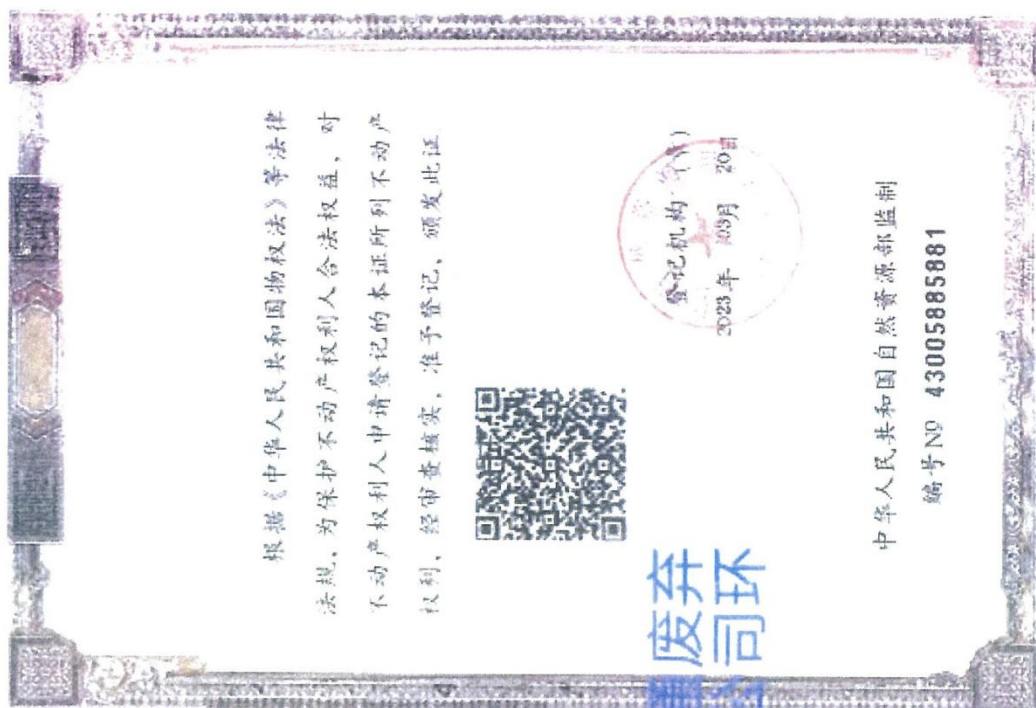 根据《中华人民共和国物权法》等法律
法规，为保护不动产权利人合法权益，对
不动产权利人申请登记的本证所列不动产
权利，经审查核实，准予登记，颁发此证
登记机构（章）
2023年 03月 20日
中华人民共和国自然资源部监制
编号№ 43005885881
废弃
司环